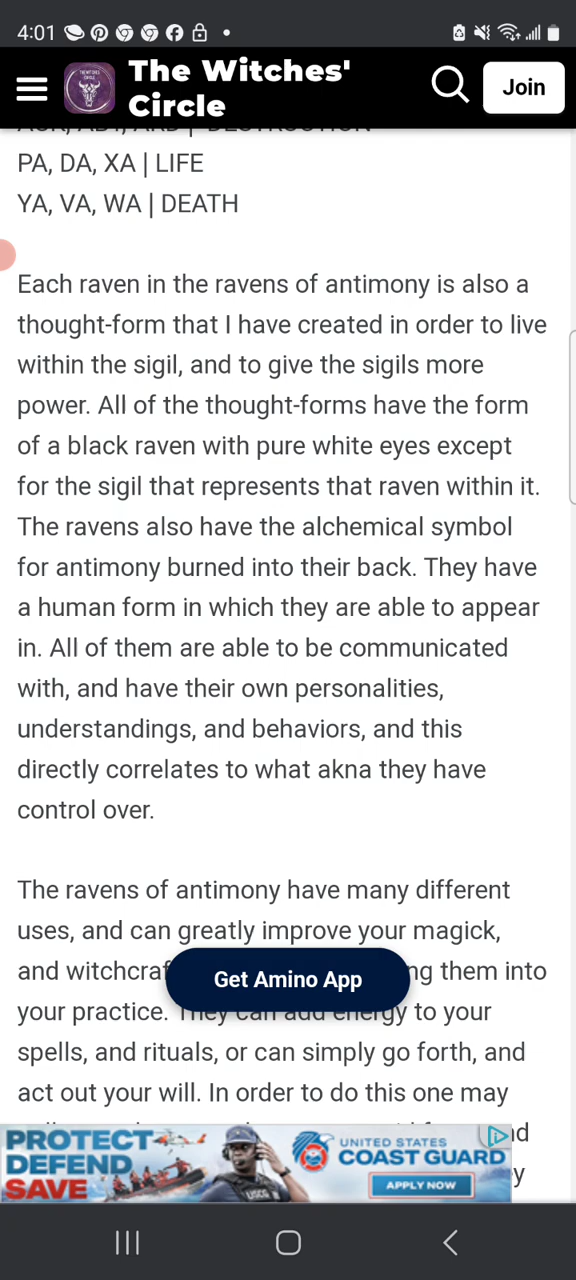 4:01
The Witches'
Circle
Join
PA, DA, XA | LIFE
YA, VA, WA | DEATH
Each raven in the ravens of antimony is also a
thought-form that I have created in order to live
within the sigil, and to give the sigils more
power. All of the thought-forms have the form
of a black raven with pure white eyes except
for the sigil that represents that raven within it.
The ravens also have the alchemical symbol
for antimony burned into their back. They have
a human form in which they are able to appear
in. All of them are able to be communicated
with, and have their own personalities,
understandings, and behaviors, and this
directly correlates to what akna they have
control over.
The ravens of antimony have many different
uses, and can greatly improve your magick,
and them into
Get Amino App
your practice. They can add energy to your
spells, and rituals, or can simply go forth, and
act out your will. In order to do this one may
PROTECT
DEFEND
SAVE
USCG
UNITED STATES
COAST GUARD
APPLY NOW